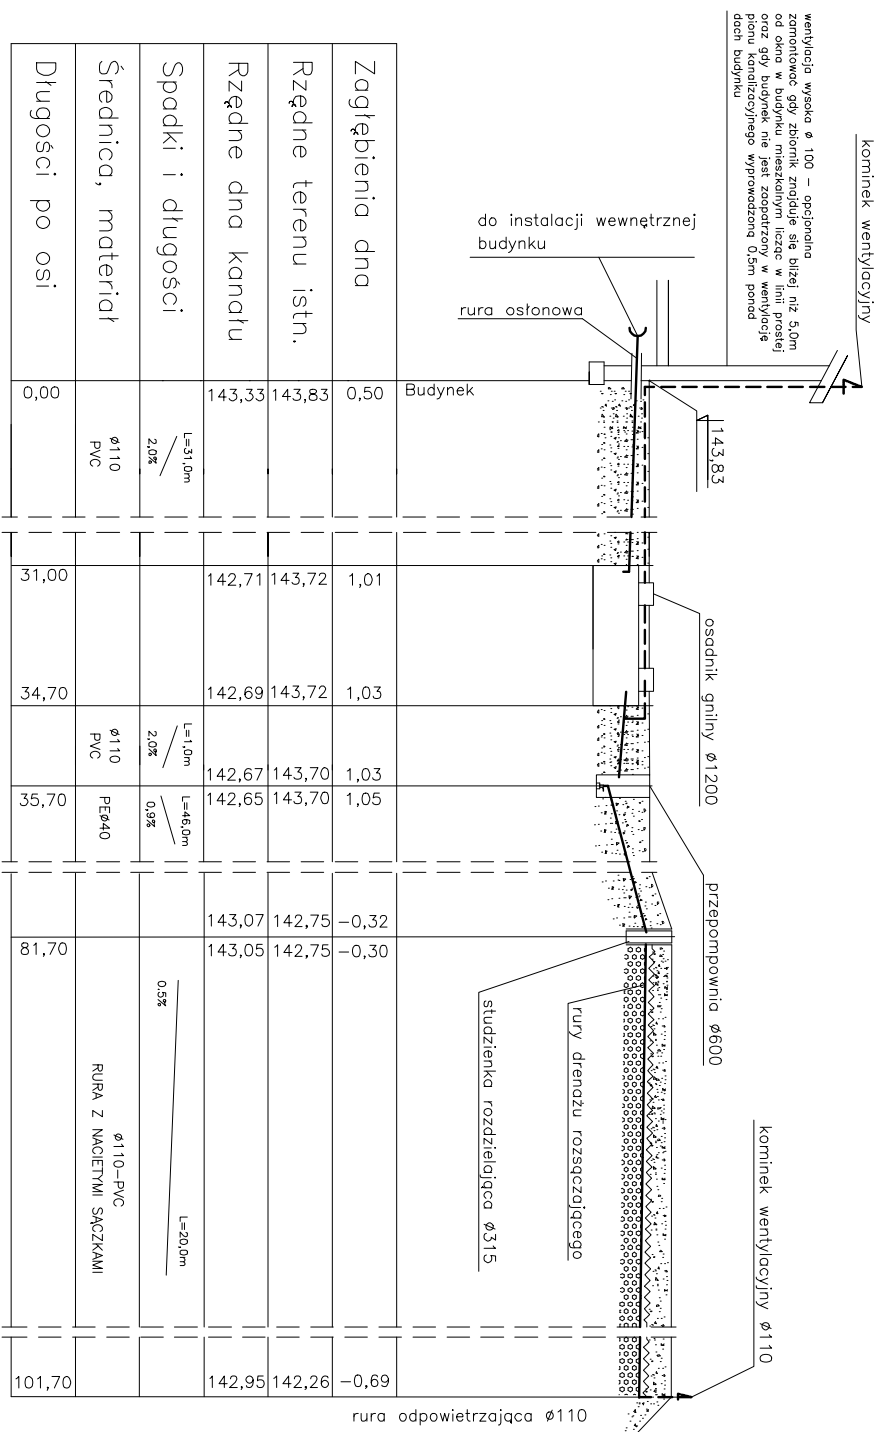 kominek wentylacyjny
wentylacja wysoka ø 100 – opcjonalna
zamontować gdy zbiornik znajduje się bliżej niż 5,0m
od okna w budynku mieszkalnym licząc w linii prostej
oraz gdy budynek nie jest zaopatrzony w wentylację
pionu kanalizacyjnego wyprowadzoną 0,5m ponad
dach budynku
do instalacji wewnętrznej
budynku
rura osłonowa
143,83
osadnik gnilny ø1200
przepompownia ø600
studzienka rozdzielająca ø315
rury drenażu rozsączającego
kominek wentylacyjny ø110
rura odpowietrzająca ø110
Budynek
Zagłębienia dna
0,50
1,01
1,03
1,03
1,05
–0,32
–0,30
–0,69
Rzędne terenu istn.
143,83
143,72
143,72
143,70
143,70
142,75
142,75
142,26
Rzędne dna kanału
143,33
142,71
142,69
142,67
142,65
143,07
143,05
142,95
Spadki i długości
L=31,0m
2,0%
L=1,0m
2,0%
L=46,0m
0,9%
0.5%
L=20,0m
Średnica, materiał
ø110
PVC
ø110
PVC
PEø40
ø110–PVC
RURA Z NACIETYMI SĄCZKAMI
Długości po osi
0,00
31,00
34,70
35,70
81,70
101,70